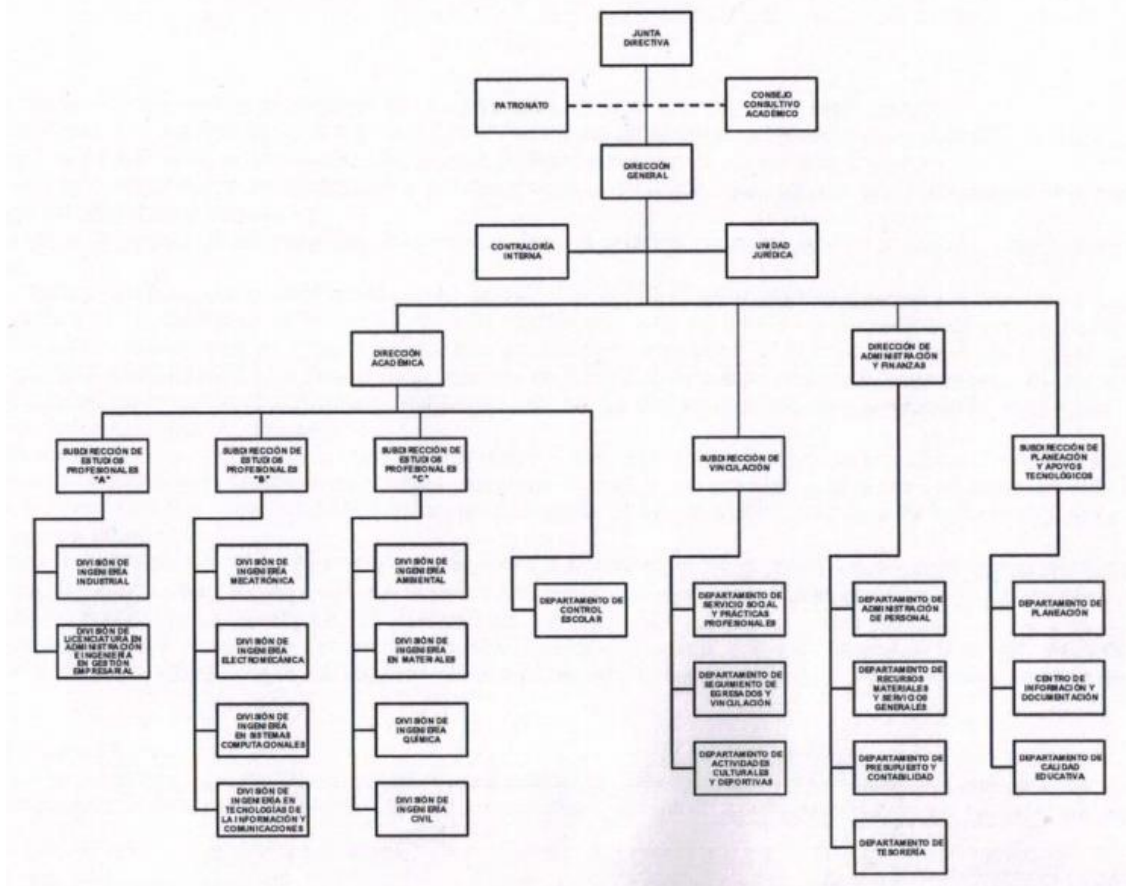 JUNTA
DIRECTIVA
PATRONATO
CONSEJO
CONSULTIVO
ACADÉMICO
DIRECCIÓN
GENERAL
CONTRALORÍA
INTERNA
UNIDAD
JURÍDICA
DIRECCIÓN
ACADÉMICA
DIRECCIÓN DE
ADMINISTRACIÓN
Y FINANZAS
SUBDIRECCIÓN DE
ESTUDIOS
PROFESIONALES
"A"
SUBDIRECCIÓN DE
ESTUDIOS
PROFESIONALES
"B"
SUBDIRECCIÓN DE
ESTUDIOS
PROFESIONALES
"C"
SUBDIRECCIÓN DE
VINCULACIÓN
SUBDIRECCIÓN DE
PLANEACIÓN
Y APOYOS
TECNOLÓGICOS
DIVISIÓN DE
INGENIERÍA
INDUSTRIAL
DIVISIÓN DE
LICENCIATURA EN
ADMINISTRACIÓN
E INGENIERÍA
EN GESTIÓN
EMPRESARIAL
DIVISIÓN DE
INGENIERÍA
MECATRÓNICA
DIVISIÓN DE
INGENIERÍA
ELECTROMECÁNICA
DIVISIÓN DE
INGENIERÍA
EN SISTEMAS
COMPUTACIONALES
DIVISIÓN DE
INGENIERÍA EN
TECNOLOGÍAS DE
LA INFORMACIÓN Y
COMUNICACIONES
DIVISIÓN DE
INGENIERÍA
AMBIENTAL
DIVISIÓN DE
INGENIERÍA
EN MATERIALES
DIVISIÓN DE
INGENIERÍA
QUÍMICA
DIVISIÓN DE
INGENIERÍA
CIVIL
DEPARTAMENTO DE
CONTROL
ESCOLAR
DEPARTAMENTO DE
SERVICIO SOCIAL
Y PRÁCTICAS
PROFESIONALES
DEPARTAMENTO DE
SEGUIMIENTO DE
EGRESADOS Y
VINCULACIÓN
DEPARTAMENTO DE
ACTIVIDADES
CULTURALES
Y DEPORTIVAS
DEPARTAMENTO DE
ADMINISTRACIÓN
DE PERSONAL
DEPARTAMENTO DE
RECURSOS
MATERIALES
Y SERVICIOS
GENERALES
DEPARTAMENTO DE
PRESUPUESTO Y
CONTABILIDAD
DEPARTAMENTO DE
TESORERÍA
DEPARTAMENTO DE
PLANEACIÓN
CENTRO DE
INFORMACIÓN Y
DOCUMENTACIÓN
DEPARTAMENTO DE
CALIDAD
EDUCATIVA